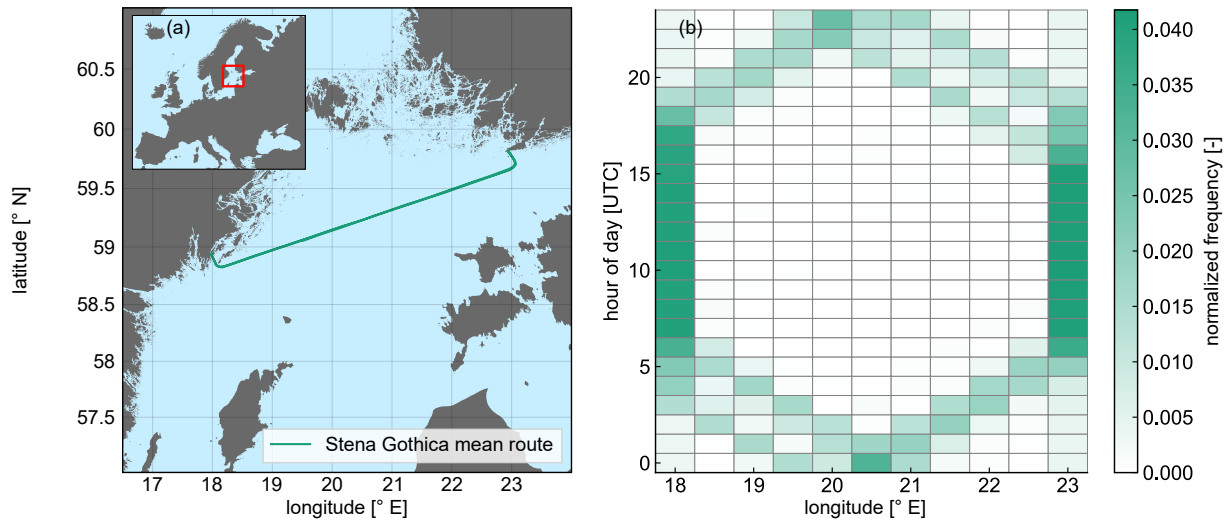 (a)
60.5
60
59.5
59
58.5
58
57.5
latitude [° N]
17 18 19 20 21 22 23
longitude [° E]
Stena Gothica mean route
(b)
20
15
10
5
0
hour of day [UTC]
18 19 20 21 22 23
longitude [° E]
0.040
0.035
0.030
0.025
0.020
0.015
0.010
0.005
0.000
normalized frequency [-]